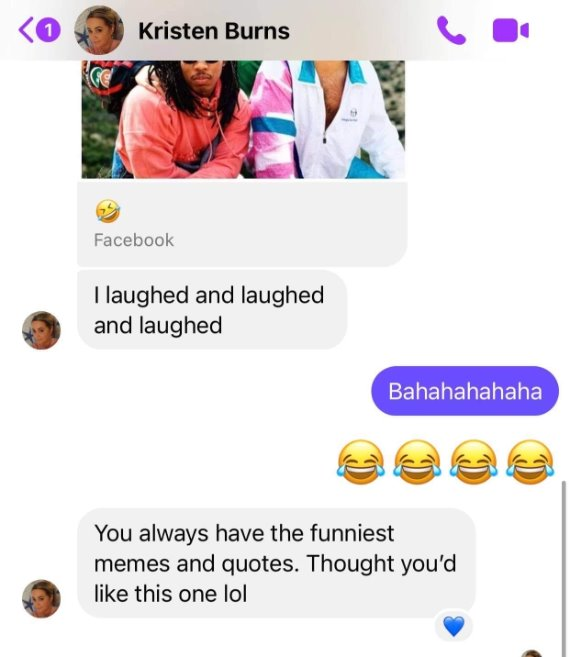 1
Kristen Burns
🤣
Facebook
I laughed and laughed
and laughed
Bahahahahaha
😂😂😂😂
You always have the funniest
memes and quotes. Thought you'd
like this one lol
💙